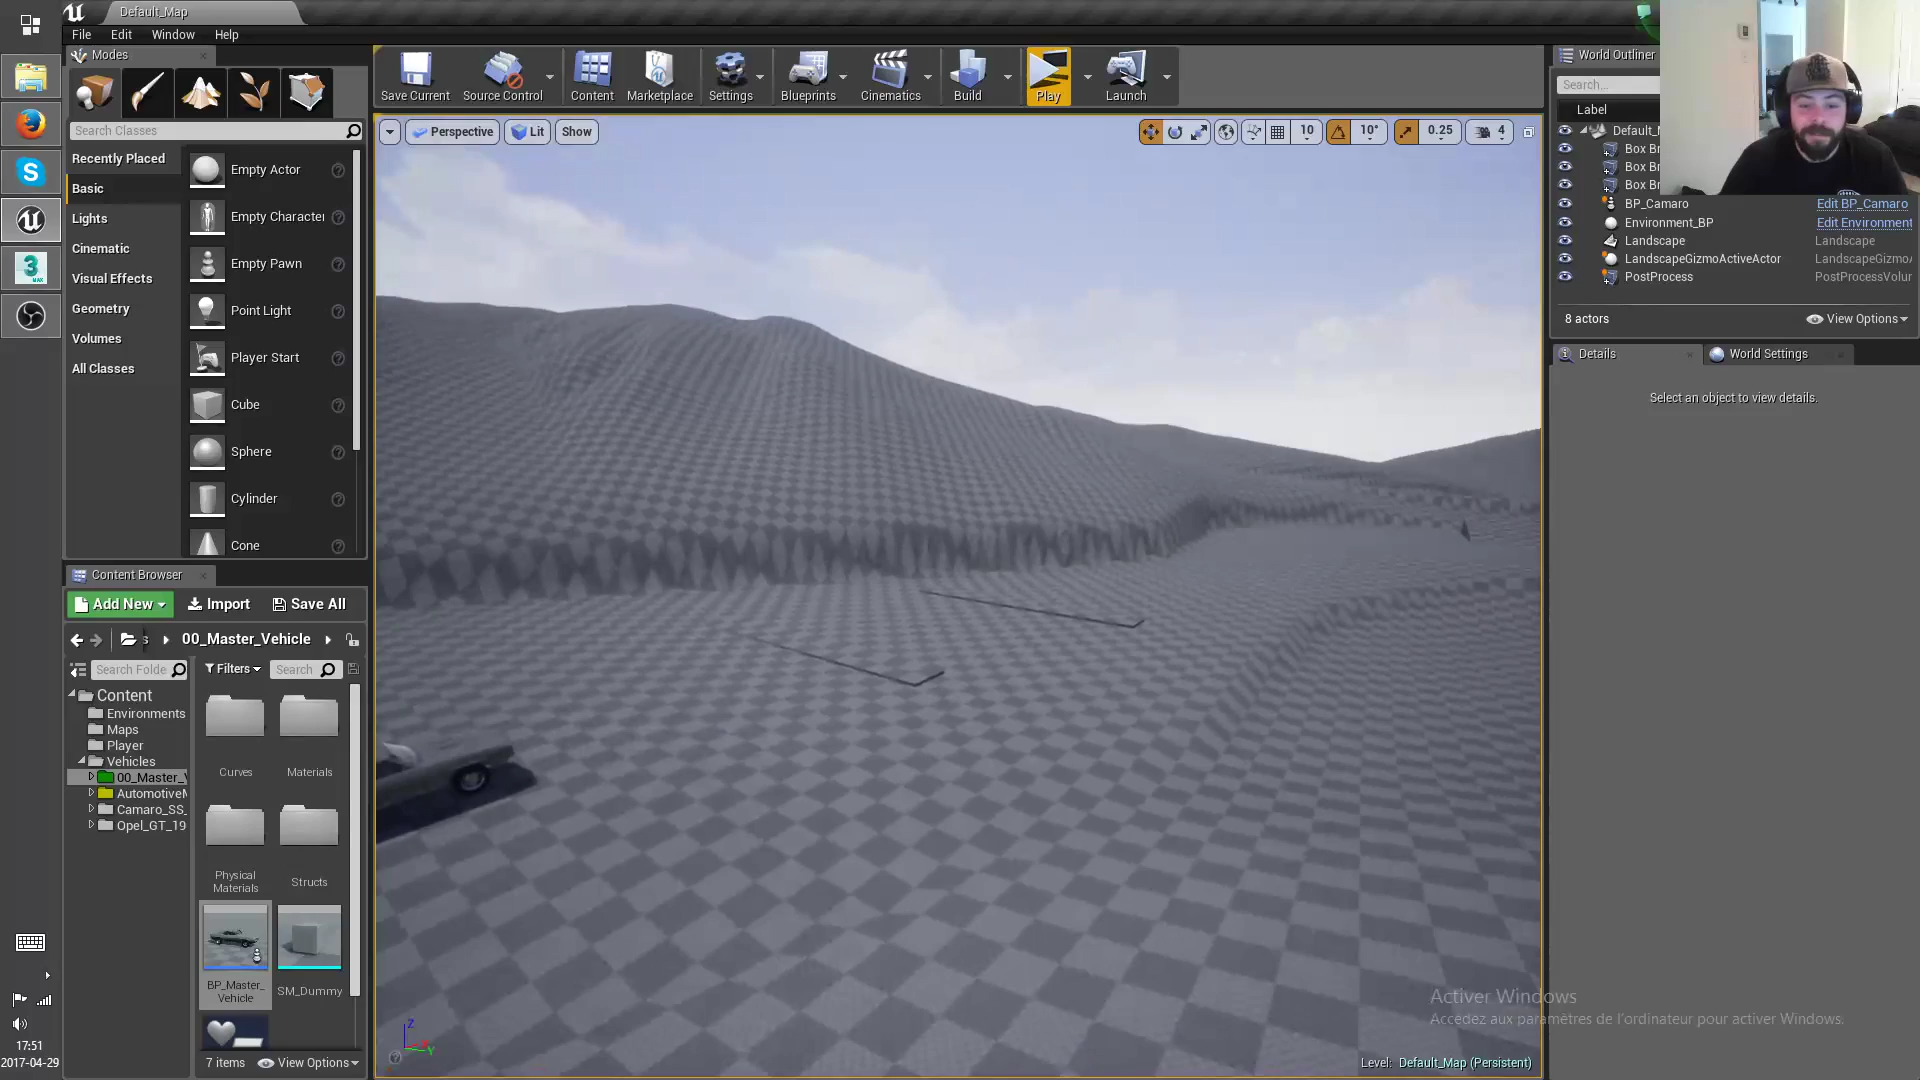 Default_Map
File Edit Window Help
Modes
Search Classes
Recently Placed
Basic
Lights
Cinematic
Visual Effects
Geometry
Volumes
All Classes
Empty Actor
Empty Character
Empty Pawn
Point Light
Player Start
Cube
Sphere
Cylinder
Cone
Save Current
Source Control
Content
Marketplace
Settings
Blueprints
Cinematics
Build
Play
Launch
Perspective
Lit
Show
10
10°
0.25
4
World Outliner
Search...
Label
Default_
Box Br
Box Br
Box Br
BP_Camaro Edit BP_Camaro
Environment_BP Edit Environment
Landscape Landscape
LandscapeGizmoActiveActor LandscapeGizmo
PostProcess PostProcessVolu
8 actors
View Options
Details
World Settings
Select an object to view details.
Content Browser
Add New
Import
Save All
00_Master_Vehicle
Search Folde
Filters
Search
Content
Environments
Maps
Player
Vehicles
00_Master_V
Automotive
Camaro_SS_
Opel_GT_19
Curves
Materials
Physical
Materials
Structs
BP_Master_
Vehicle
SM_Dummy
7 items
View Options
Z
Y
Activer Windows
Accédez aux paramètres de l'ordinateur pour activer Windows.
Level: Default_Map (Persistent)
3
MAX
17:51
2017-04-29